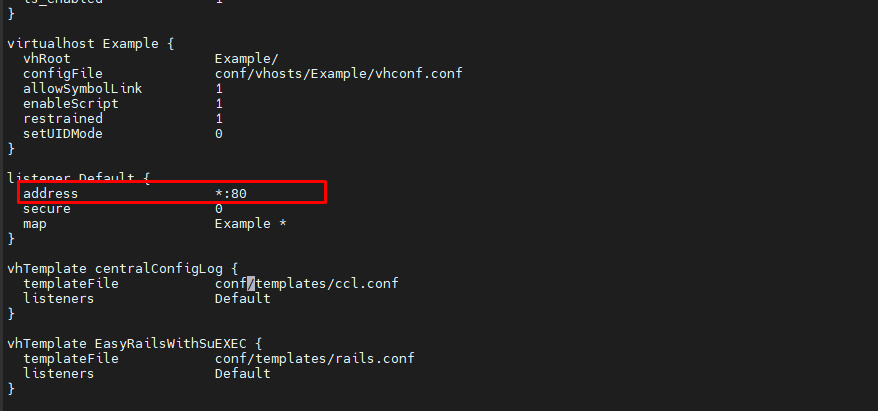 }
virtualhost Example {
  vhRoot                  Example/
  configFile              conf/vhosts/Example/vhconf.conf
  allowSymbolLink         1
  enableScript            1
  restrained              1
  setUIDMode              0
}
listener Default {
  address                 *:80
  secure                  0
  map                     Example *
}
vhTemplate centralConfigLog {
  templateFile            conf/templates/ccl.conf
  listeners               Default
}
vhTemplate EasyRailsWithSuEXEC {
  templateFile            conf/templates/rails.conf
  listeners               Default
}